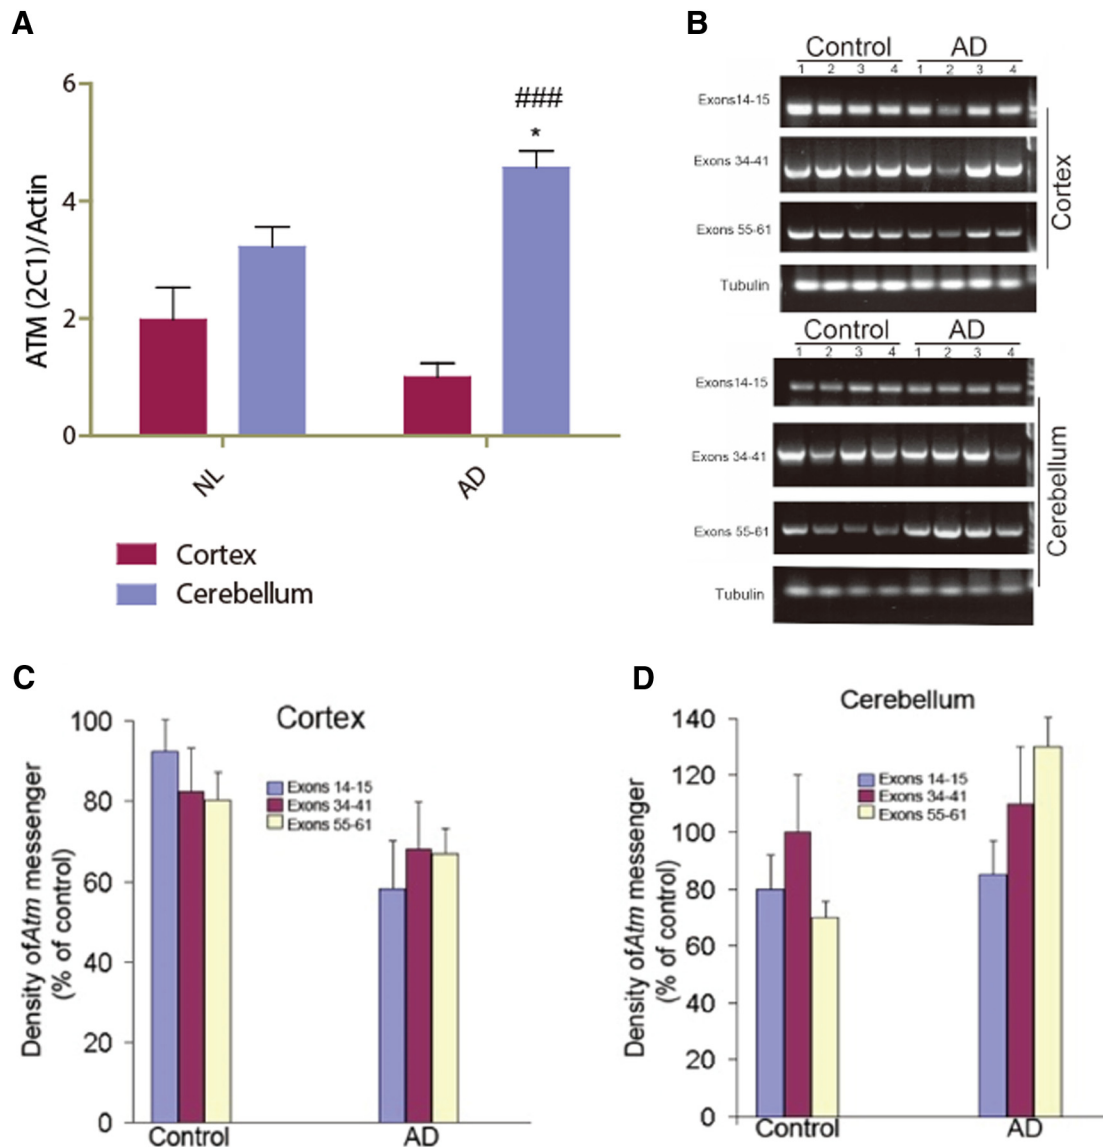 A
6
4
2
0
ATM (2C1)/Actin
###
*
NL
AD
Cortex
Cerebellum
B
Control AD
1 2 3 4 1 2 3 4
Exons14-15
Exons 34-41
Exons 55-61
Tubulin
Cortex
Control AD
1 2 3 4 1 2 3 4
Exons14-15
Exons 34-41
Exons 55-61
Tubulin
Cerebellum
C
Cortex
100
80
60
40
20
0
Density ofAtm messenger
(% of control)
Exons 14-15
Exons 34-41
Exons 55-61
Control AD
D
Cerebellum
140
120
100
80
60
40
20
0
Density ofAtm messenger
(% of control)
Exons 14-15
Exons 34-41
Exons 55-61
Control AD